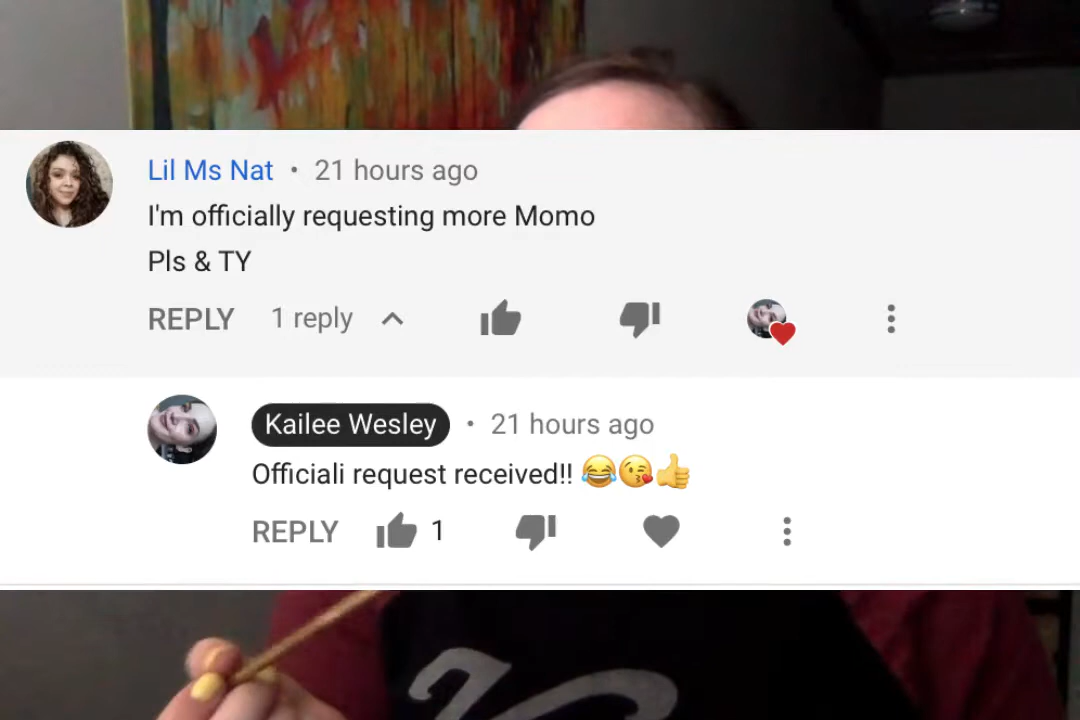 Lil Ms Nat • 21 hours ago
I'm officially requesting more Momo
Pls & TY
REPLY 1 reply
Kailee Wesley • 21 hours ago
Officiali request received!! 😂😘👍
REPLY 1